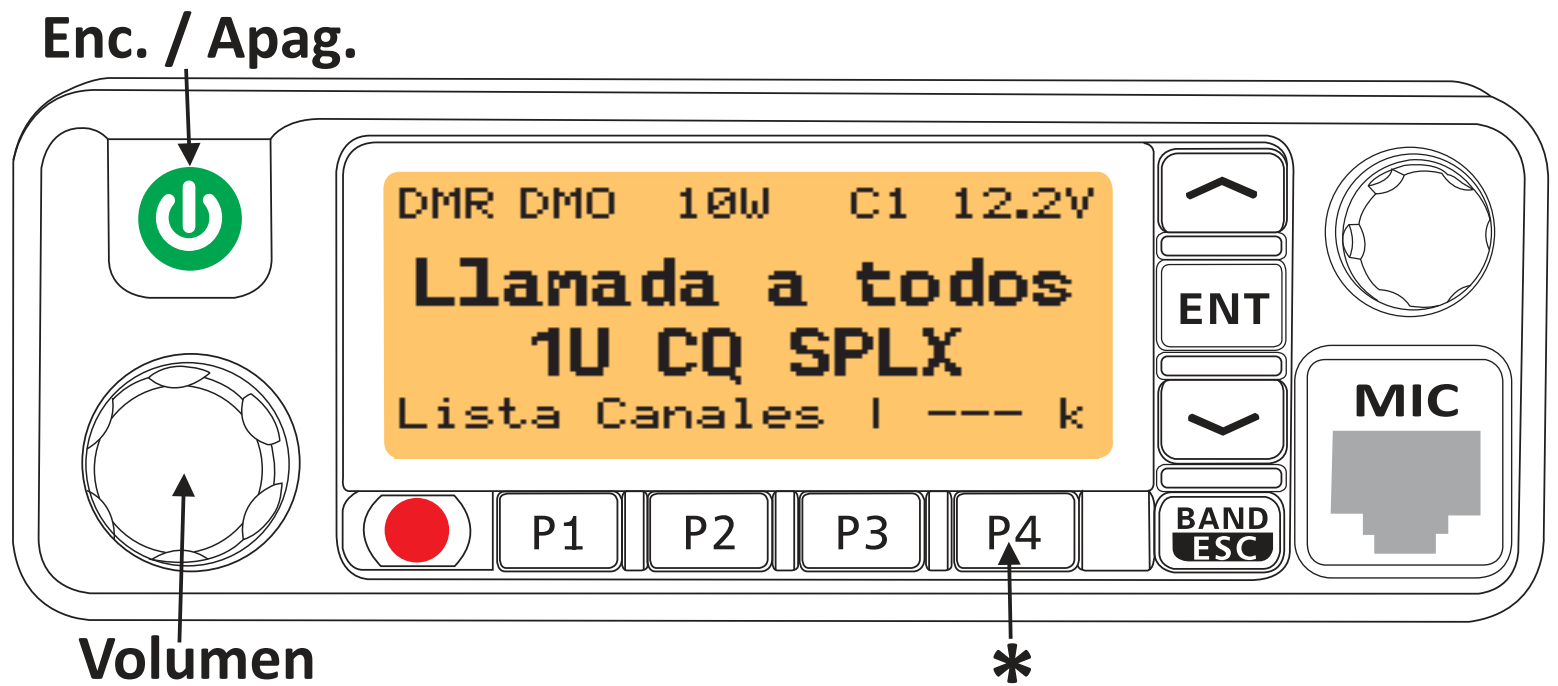 Enc. / Apag.
DMR DMO 10W C1 12.2V
Llamada a todos
1U CQ SPLX
Lista Canales | --- k
ENT
MIC
P1 P2 P3 P4
BAND
ESC
Volumen
*